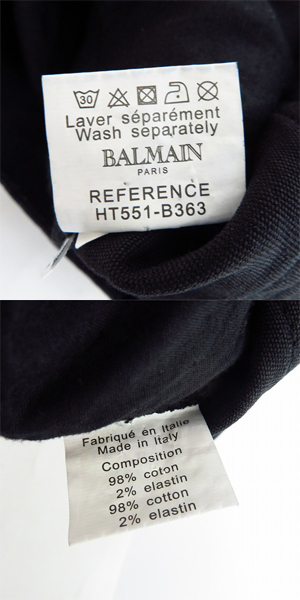 30
Laver séparément
Wash separately
BALMAIN
PARIS
REFERENCE
HT551-B363
Fabriqué en Italie
Made in Italy
Composition
98% coton
2% elastin
98% cotton
2% elastin